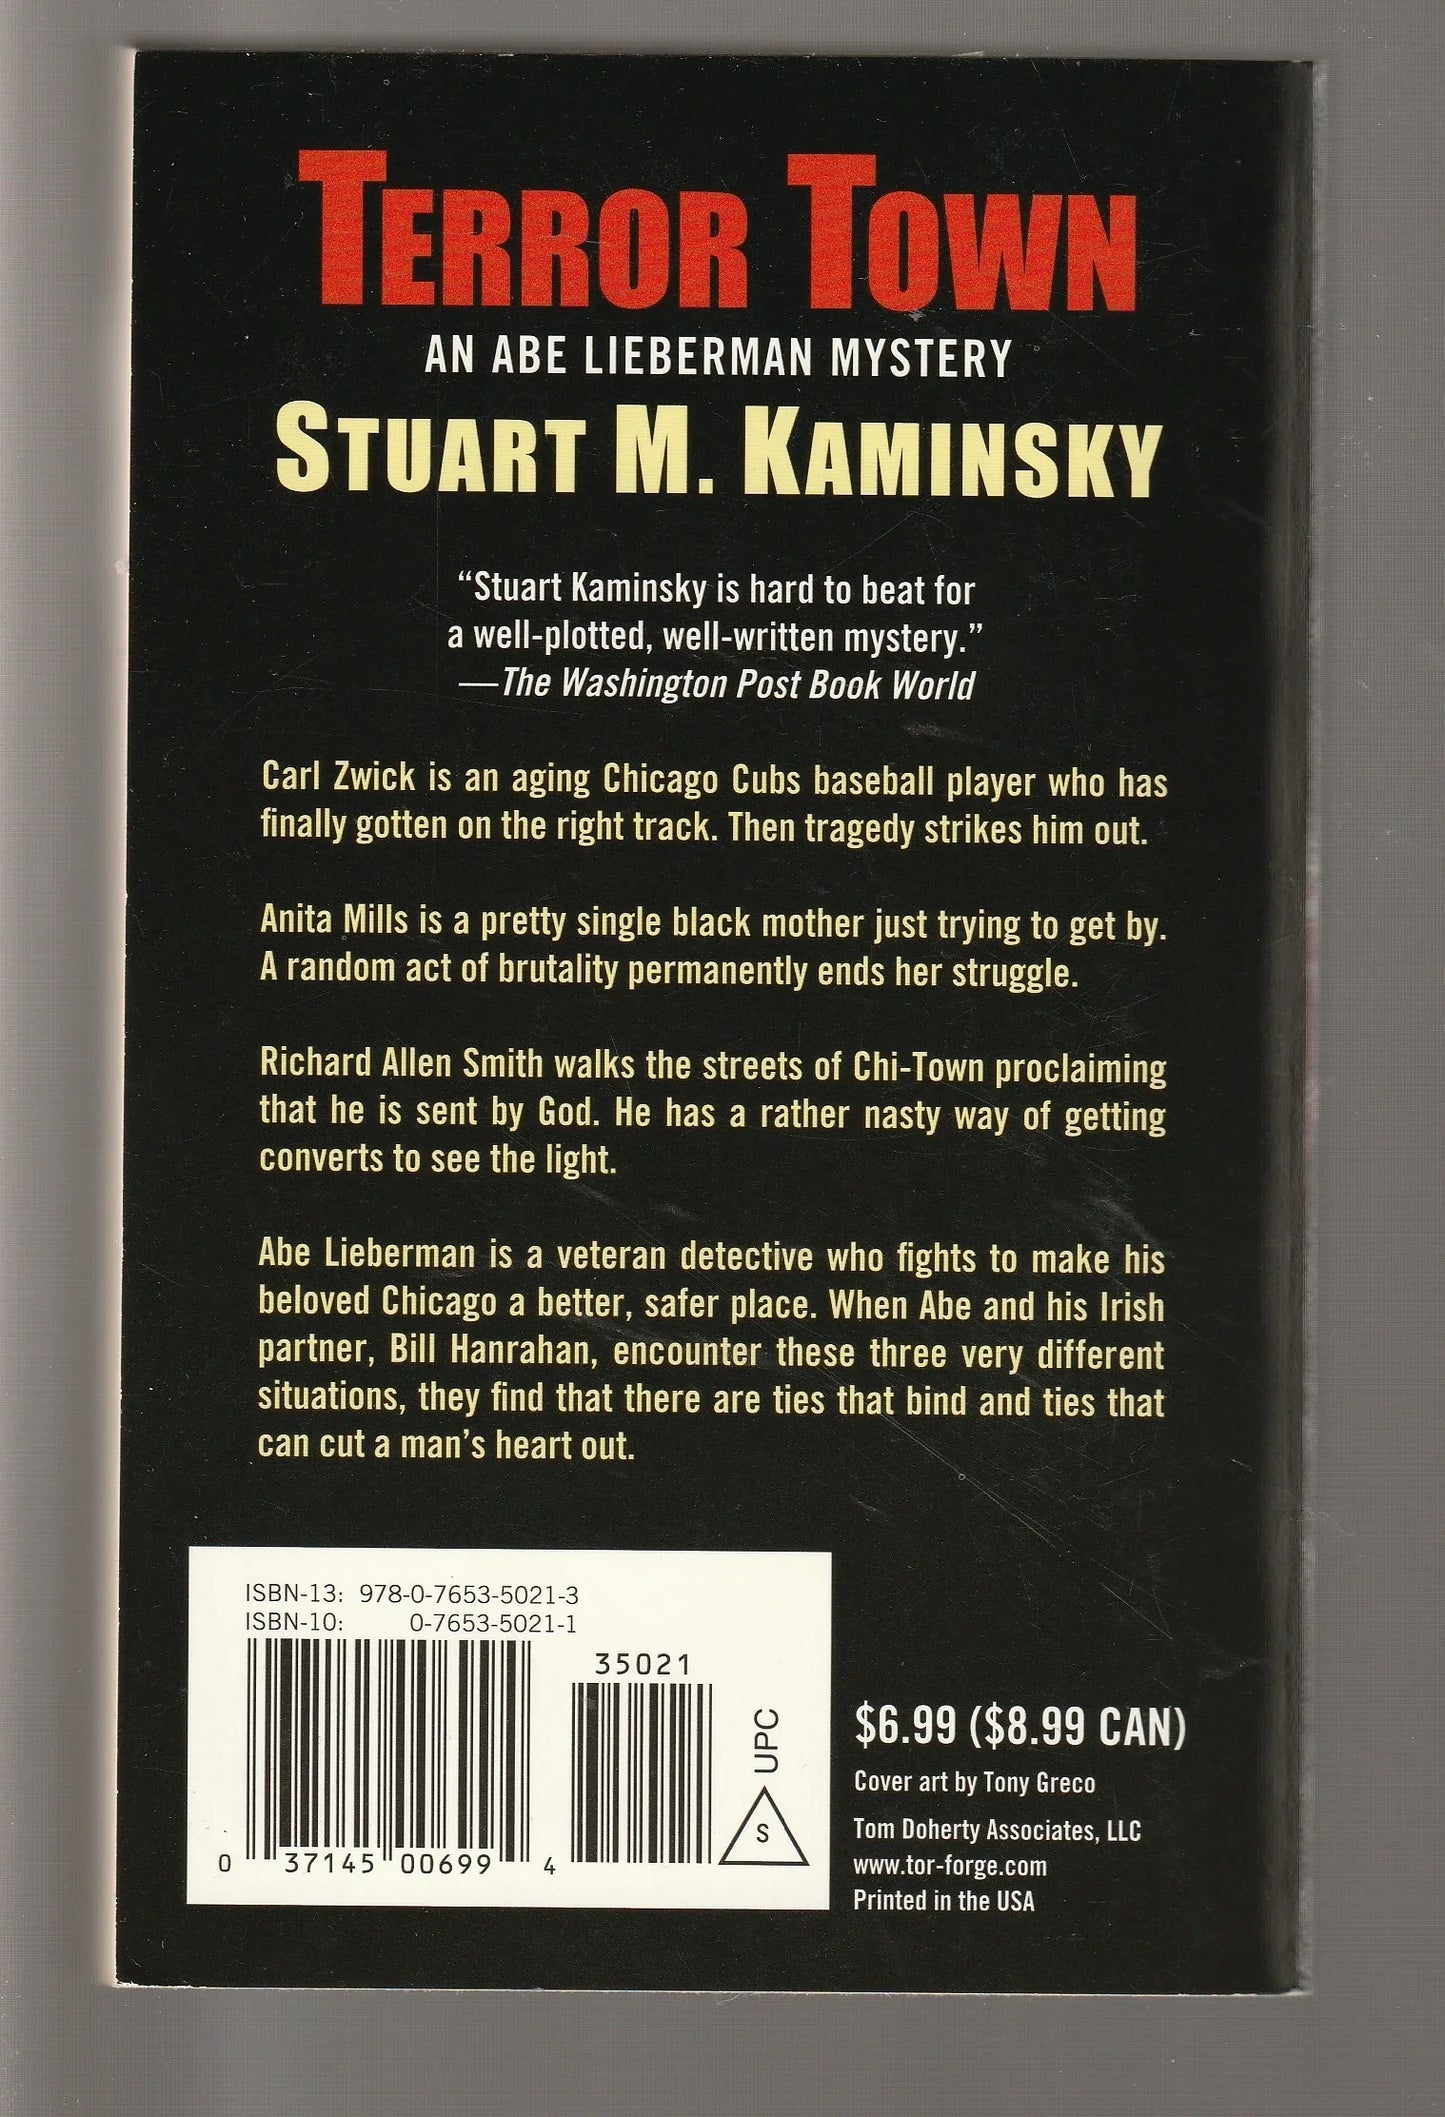 TERROR TOWN
AN ABE LIEBERMAN MYSTERY
STUART M. KAMINSKY
“Stuart Kaminsky is hard to beat for
a well-plotted, well-written mystery.”
—The Washington Post Book World
Carl Zwick is an aging Chicago Cubs baseball player who has
finally gotten on the right track. Then tragedy strikes him out.
Anita Mills is a pretty single black mother just trying to get by.
A random act of brutality permanently ends her struggle.
Richard Allen Smith walks the streets of Chi-Town proclaiming
that he is sent by God. He has a rather nasty way of getting
converts to see the light.
Abe Lieberman is a veteran detective who fights to make his
beloved Chicago a better, safer place. When Abe and his Irish
partner, Bill Hanrahan, encounter these three very different
situations, they find that there are ties that bind and ties that
can cut a man’s heart out.
ISBN-13: 978-0-7653-5021-3
ISBN-10: 0-7653-5021-1
35021
0 37145 00699 4
UPC
S
$6.99 ($8.99 CAN)
Cover art by Tony Greco
Tom Doherty Associates, LLC
www.tor-forge.com
Printed in the USA